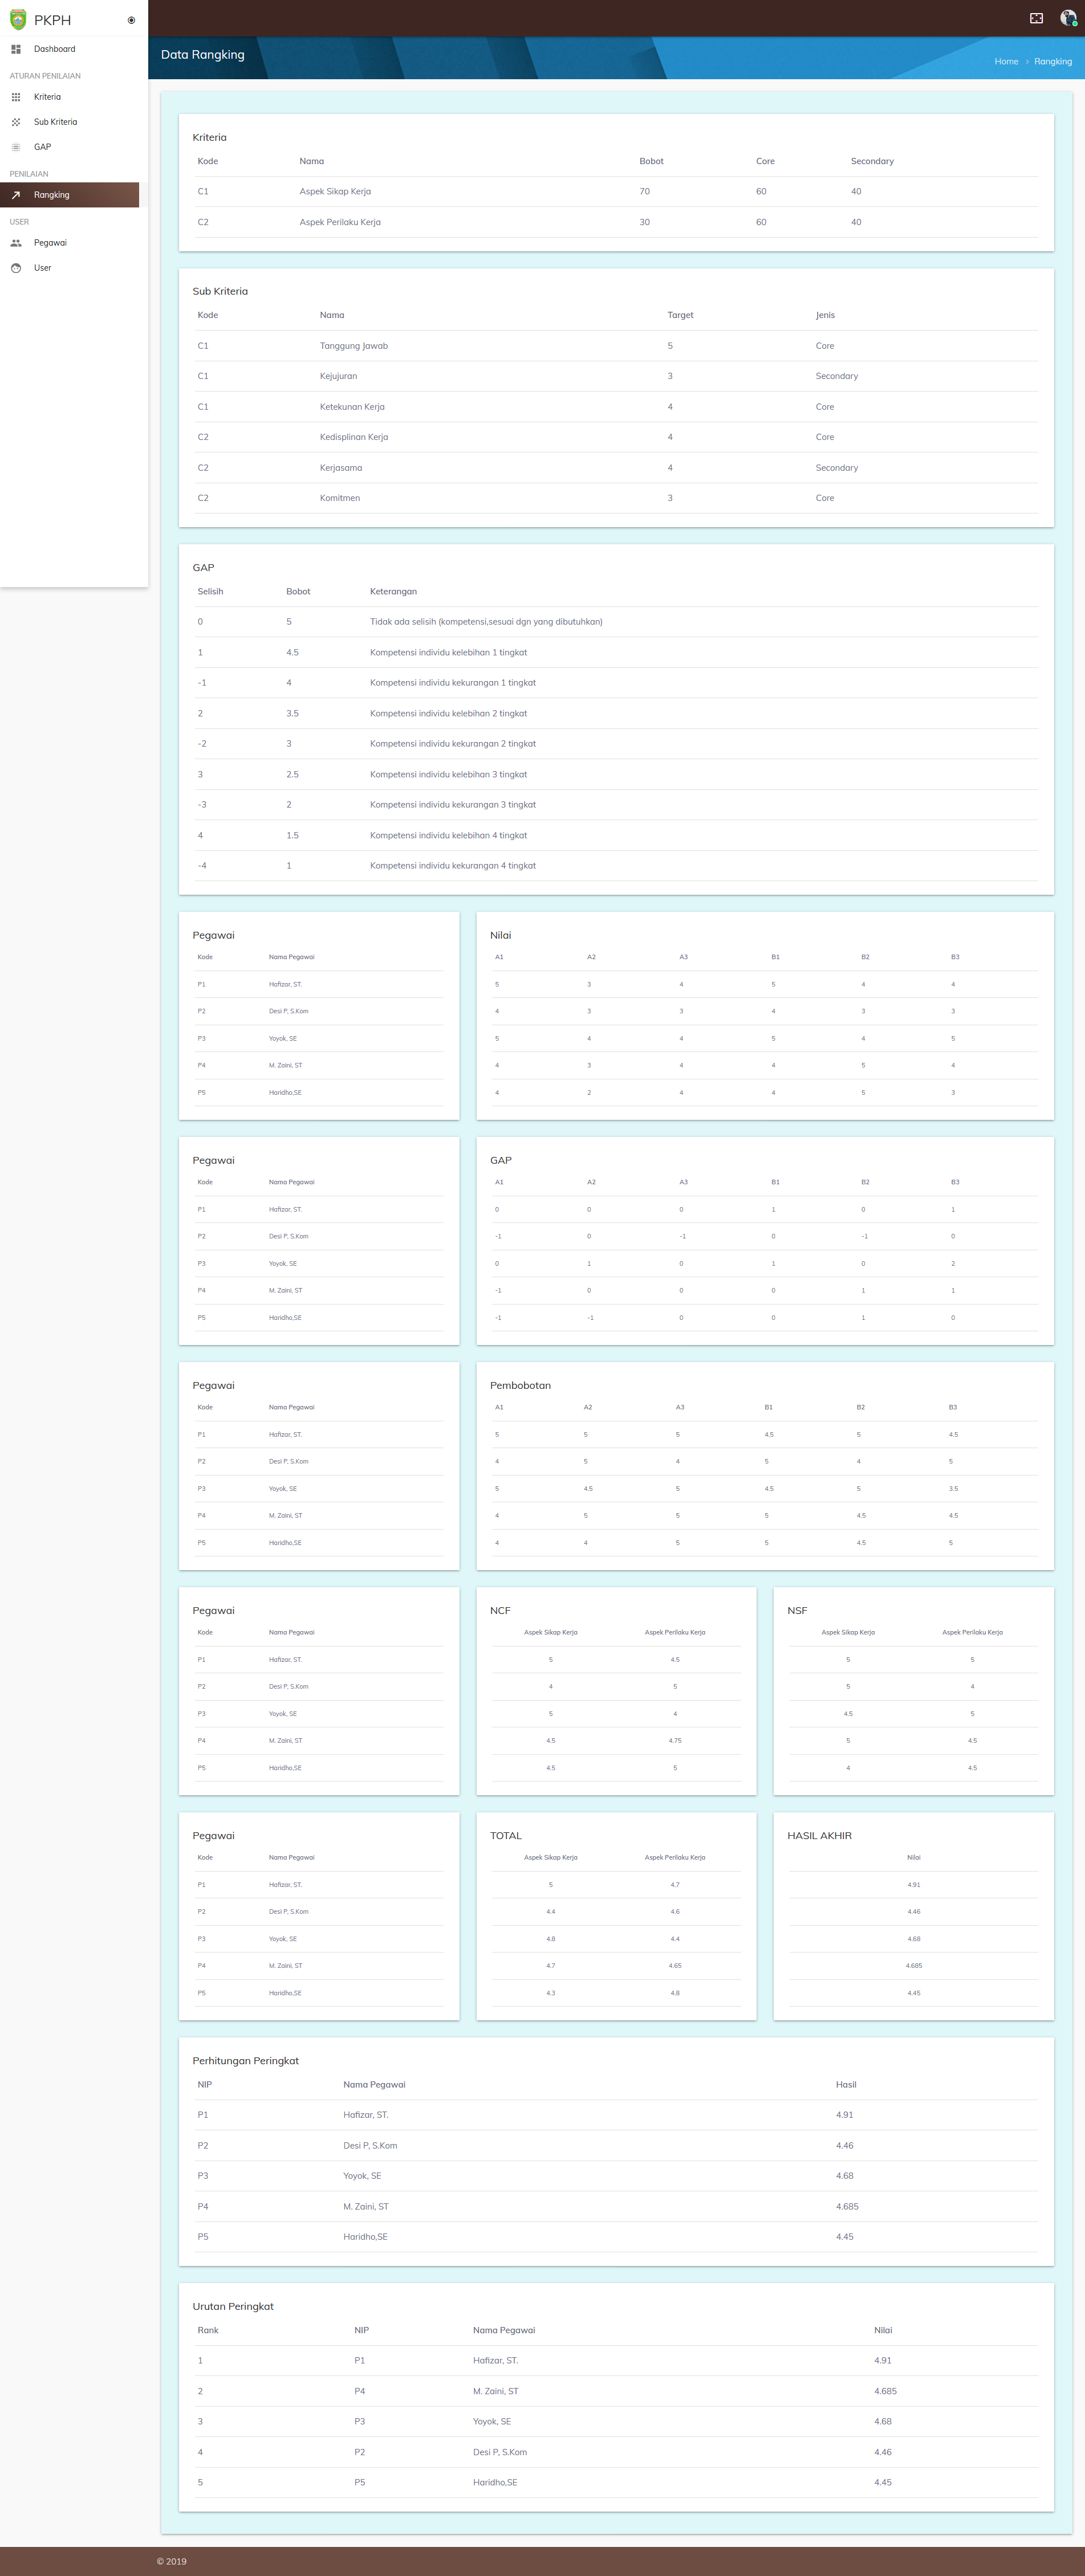 PKPH
Dashboard
ATURAN PENILAIAN
Kriteria
Sub Kriteria
GAP
PENILAIAN
Rangking
USER
Pegawai
User
Data Rangking
Home > Rangking
Kriteria
Kode Nama Bobot Core Secondary
C1 Aspek Sikap Kerja 70 60 40
C2 Aspek Perilaku Kerja 30 60 40
Sub Kriteria
Kode Nama Target Jenis
C1 Tanggung Jawab 5 Core
C1 Kejujuran 3 Secondary
C1 Ketekunan Kerja 4 Core
C2 Kedisplinan Kerja 4 Core
C2 Kerjasama 4 Secondary
C2 Komitmen 3 Core
GAP
Selisih Bobot Keterangan
0 5 Tidak ada selisih (kompetensi,sesuai dgn yang dibutuhkan)
1 4.5 Kompetensi individu kelebihan 1 tingkat
-1 4 Kompetensi individu kekurangan 1 tingkat
2 3.5 Kompetensi individu kelebihan 2 tingkat
-2 3 Kompetensi individu kekurangan 2 tingkat
3 2.5 Kompetensi individu kelebihan 3 tingkat
-3 2 Kompetensi individu kekurangan 3 tingkat
4 1.5 Kompetensi individu kelebihan 4 tingkat
-4 1 Kompetensi individu kekurangan 4 tingkat
Pegawai Nilai
Kode Nama Pegawai A1 A2 A3 B1 B2 B3
P1 Hafizar, ST. 5 3 4 5 4 4
P2 Desi P, S.Kom 4 3 3 4 3 3
P3 Yoyok, SE 5 4 4 5 4 5
P4 M. Zaini, ST 4 3 4 4 5 4
P5 Haridho,SE 4 2 4 4 5 3
Pegawai GAP
Kode Nama Pegawai A1 A2 A3 B1 B2 B3
P1 Hafizar, ST. 0 0 0 1 0 1
P2 Desi P, S.Kom -1 0 -1 0 -1 0
P3 Yoyok, SE 0 1 0 1 0 2
P4 M. Zaini, ST -1 0 0 0 1 1
P5 Haridho,SE -1 -1 0 0 1 0
Pegawai Pembobotan
Kode Nama Pegawai A1 A2 A3 B1 B2 B3
P1 Hafizar, ST. 5 5 5 4.5 5 4.5
P2 Desi P, S.Kom 4 5 4 5 4 5
P3 Yoyok, SE 5 4.5 5 4.5 5 3.5
P4 M. Zaini, ST 4 5 5 5 4.5 4.5
P5 Haridho,SE 4 4 5 5 4.5 5
Pegawai NCF NSF
Kode Nama Pegawai Aspek Sikap Kerja Aspek Perilaku Kerja Aspek Sikap Kerja Aspek Perilaku Kerja
P1 Hafizar, ST. 5 4.5 5 5
P2 Desi P, S.Kom 4 5 5 4
P3 Yoyok, SE 5 4 4.5 5
P4 M. Zaini, ST 4.5 4.75 5 4.5
P5 Haridho,SE 4.5 5 4 4.5
Pegawai TOTAL HASIL AKHIR
Kode Nama Pegawai Aspek Sikap Kerja Aspek Perilaku Kerja Nilai
P1 Hafizar, ST. 5 4.7 4.91
P2 Desi P, S.Kom 4.4 4.6 4.46
P3 Yoyok, SE 4.8 4.4 4.68
P4 M. Zaini, ST 4.7 4.65 4.685
P5 Haridho,SE 4.3 4.8 4.45
Perhitungan Peringkat
NIP Nama Pegawai Hasil
P1 Hafizar, ST. 4.91
P2 Desi P, S.Kom 4.46
P3 Yoyok, SE 4.68
P4 M. Zaini, ST 4.685
P5 Haridho,SE 4.45
Urutan Peringkat
Rank NIP Nama Pegawai Nilai
1 P1 Hafizar, ST. 4.91
2 P4 M. Zaini, ST 4.685
3 P3 Yoyok, SE 4.68
4 P2 Desi P, S.Kom 4.46
5 P5 Haridho,SE 4.45
© 2019